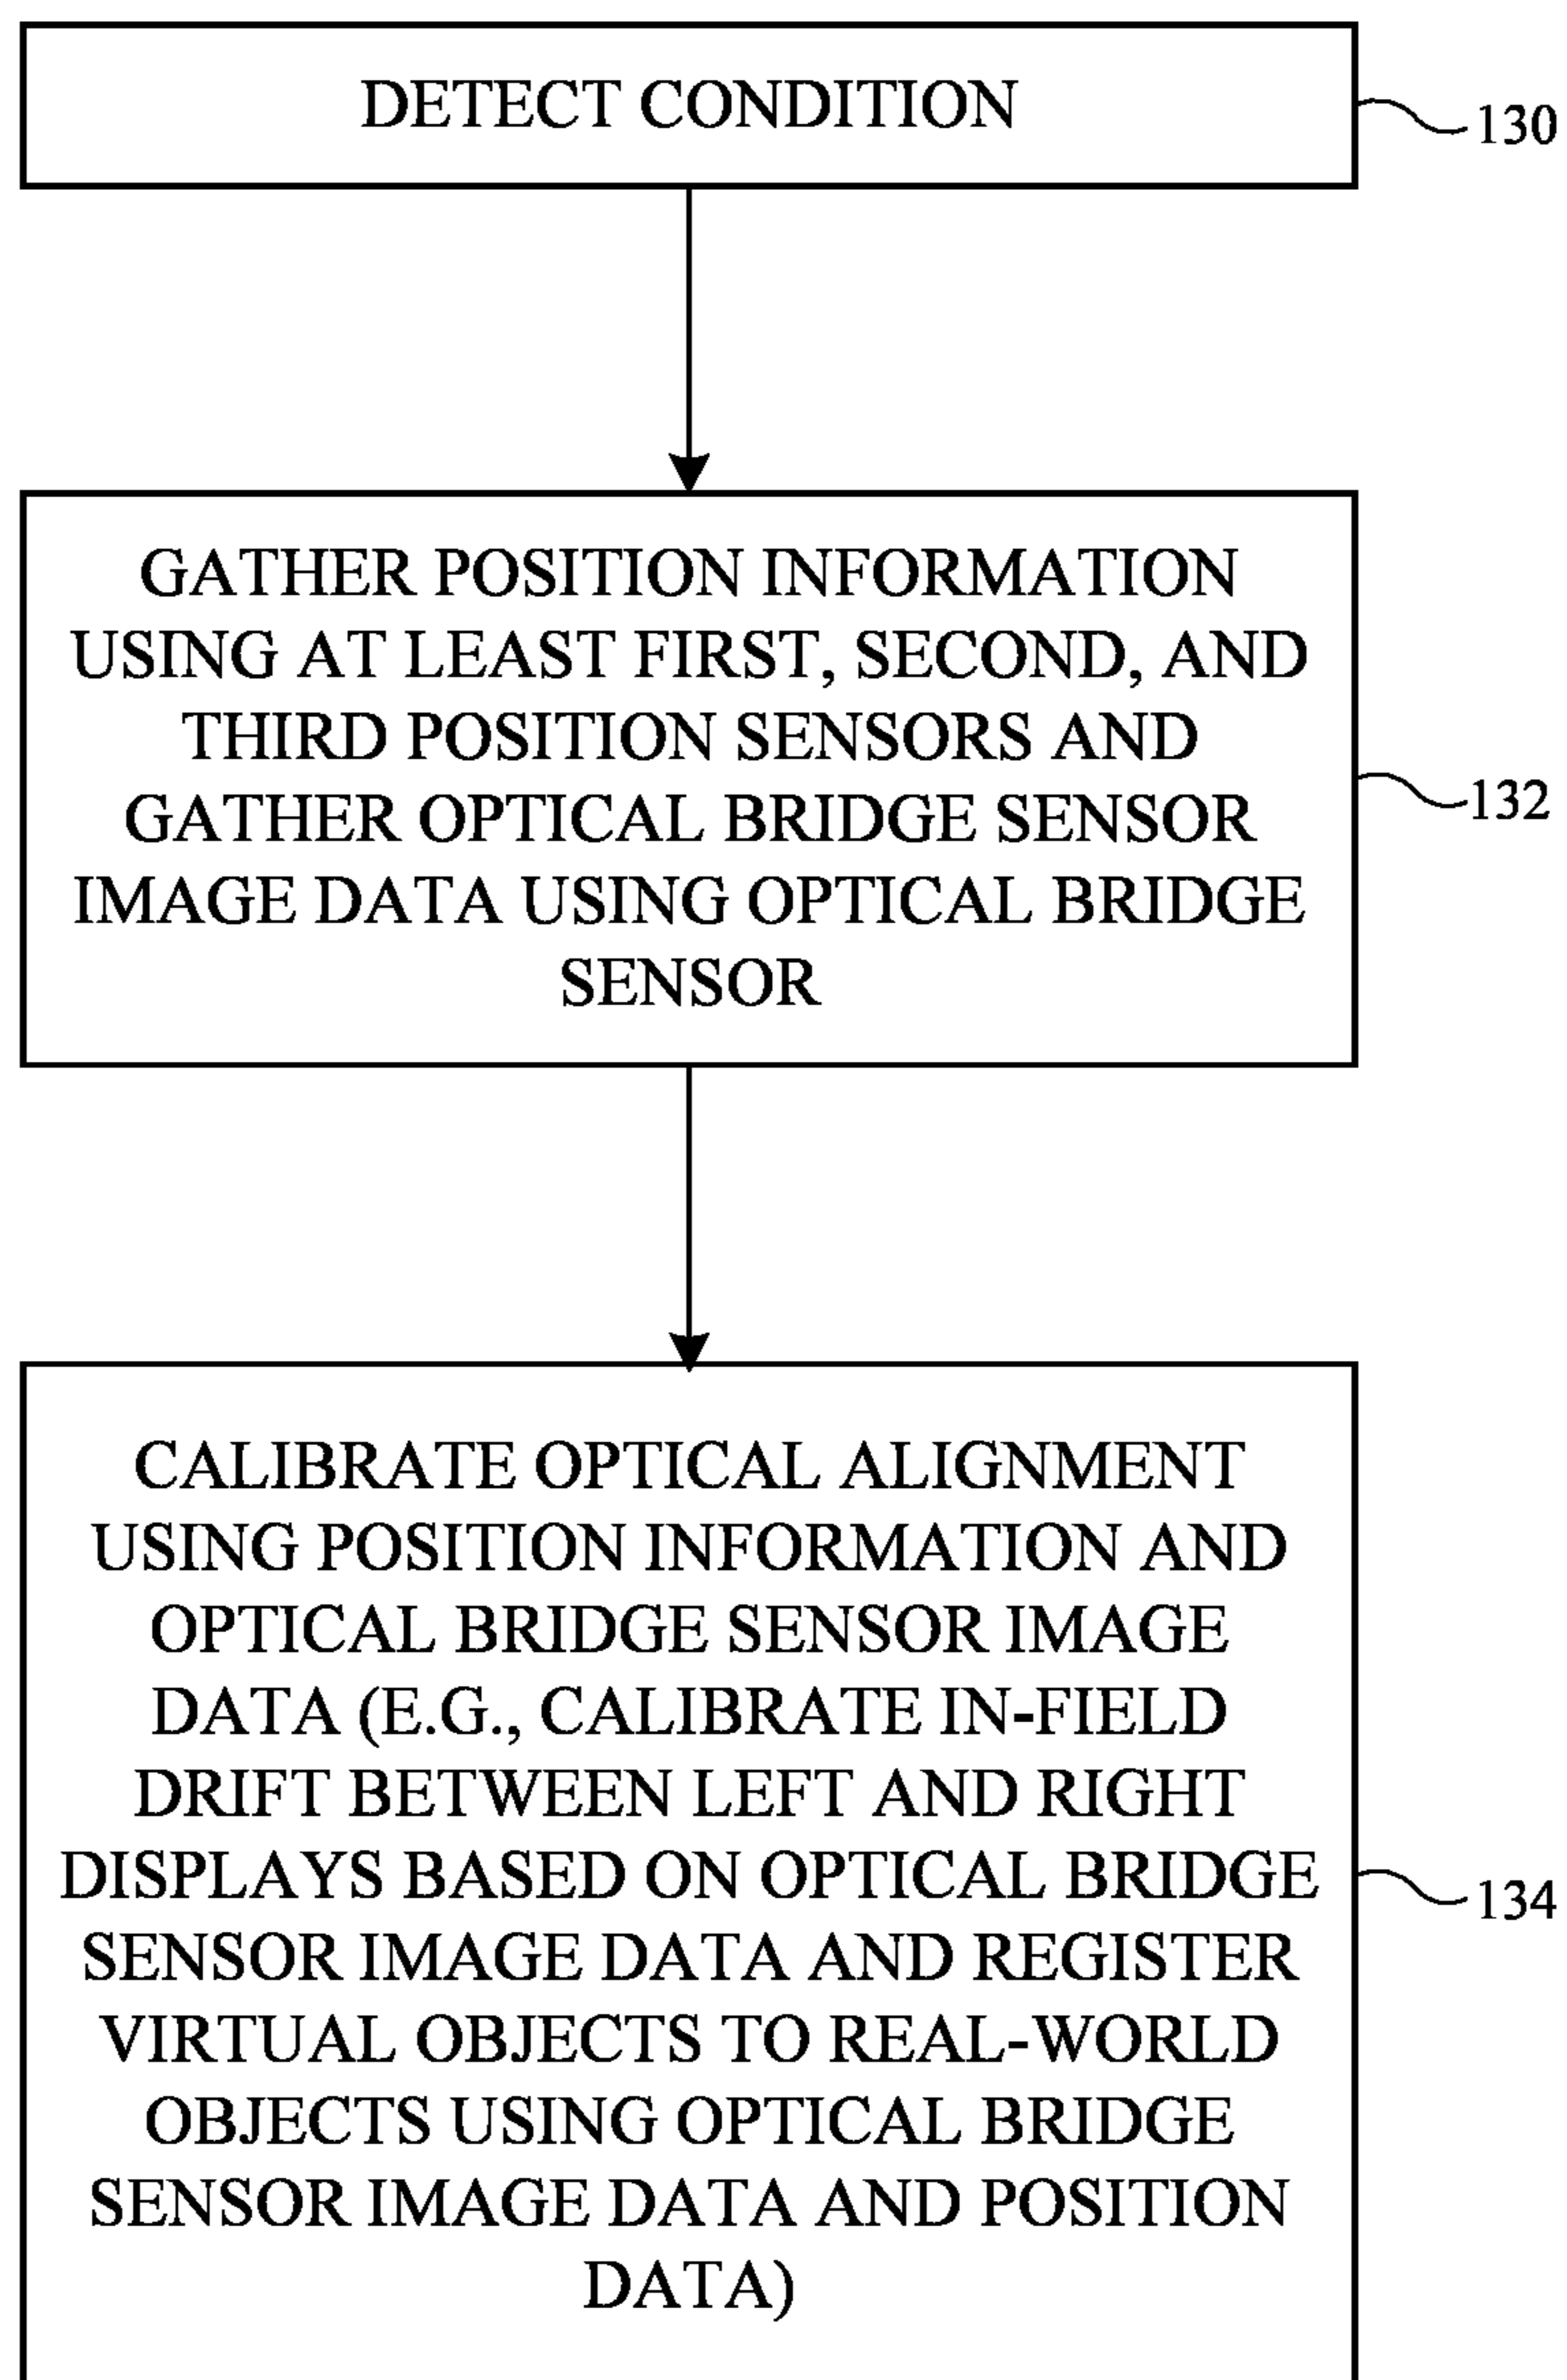 DETECT CONDITION
130
GATHER POSITION INFORMATION
USING AT LEAST FIRST, SECOND, AND
THIRD POSITION SENSORS AND
GATHER OPTICAL BRIDGE SENSOR
IMAGE DATA USING OPTICAL BRIDGE
SENSOR
132
CALIBRATE OPTICAL ALIGNMENT
USING POSITION INFORMATION AND
OPTICAL BRIDGE SENSOR IMAGE
DATA (E.G., CALIBRATE IN-FIELD
DRIFT BETWEEN LEFT AND RIGHT
DISPLAYS BASED ON OPTICAL BRIDGE
SENSOR IMAGE DATA AND REGISTER
VIRTUAL OBJECTS TO REAL-WORLD
OBJECTS USING OPTICAL BRIDGE
SENSOR IMAGE DATA AND POSITION
DATA)
134